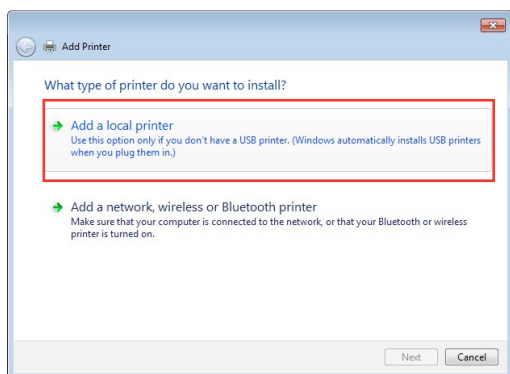 Add Printer
What type of printer do you want to install?
Add a local printer
Use this option only if you don't have a USB printer. (Windows automatically installs USB printers
when you plug them in.)
Add a network, wireless or Bluetooth printer
Make sure that your computer is connected to the network, or that your Bluetooth or wireless
printer is turned on.
Next Cancel